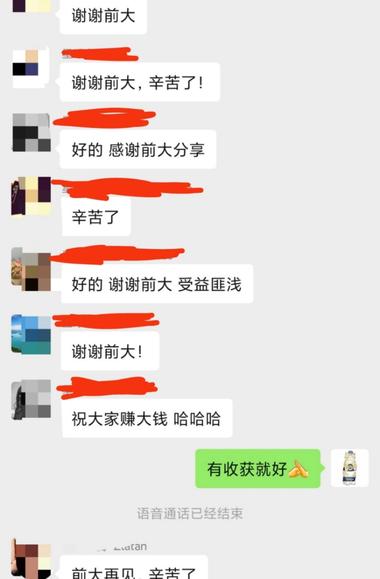 谢谢前大
谢谢前大，辛苦了！
好的 感谢前大分享
辛苦了
好的 谢谢前大 受益匪浅
谢谢前大！
祝大家赚大钱 哈哈哈
有收获就好
语音通话已经结束
Zlatan
前大再见，辛苦了